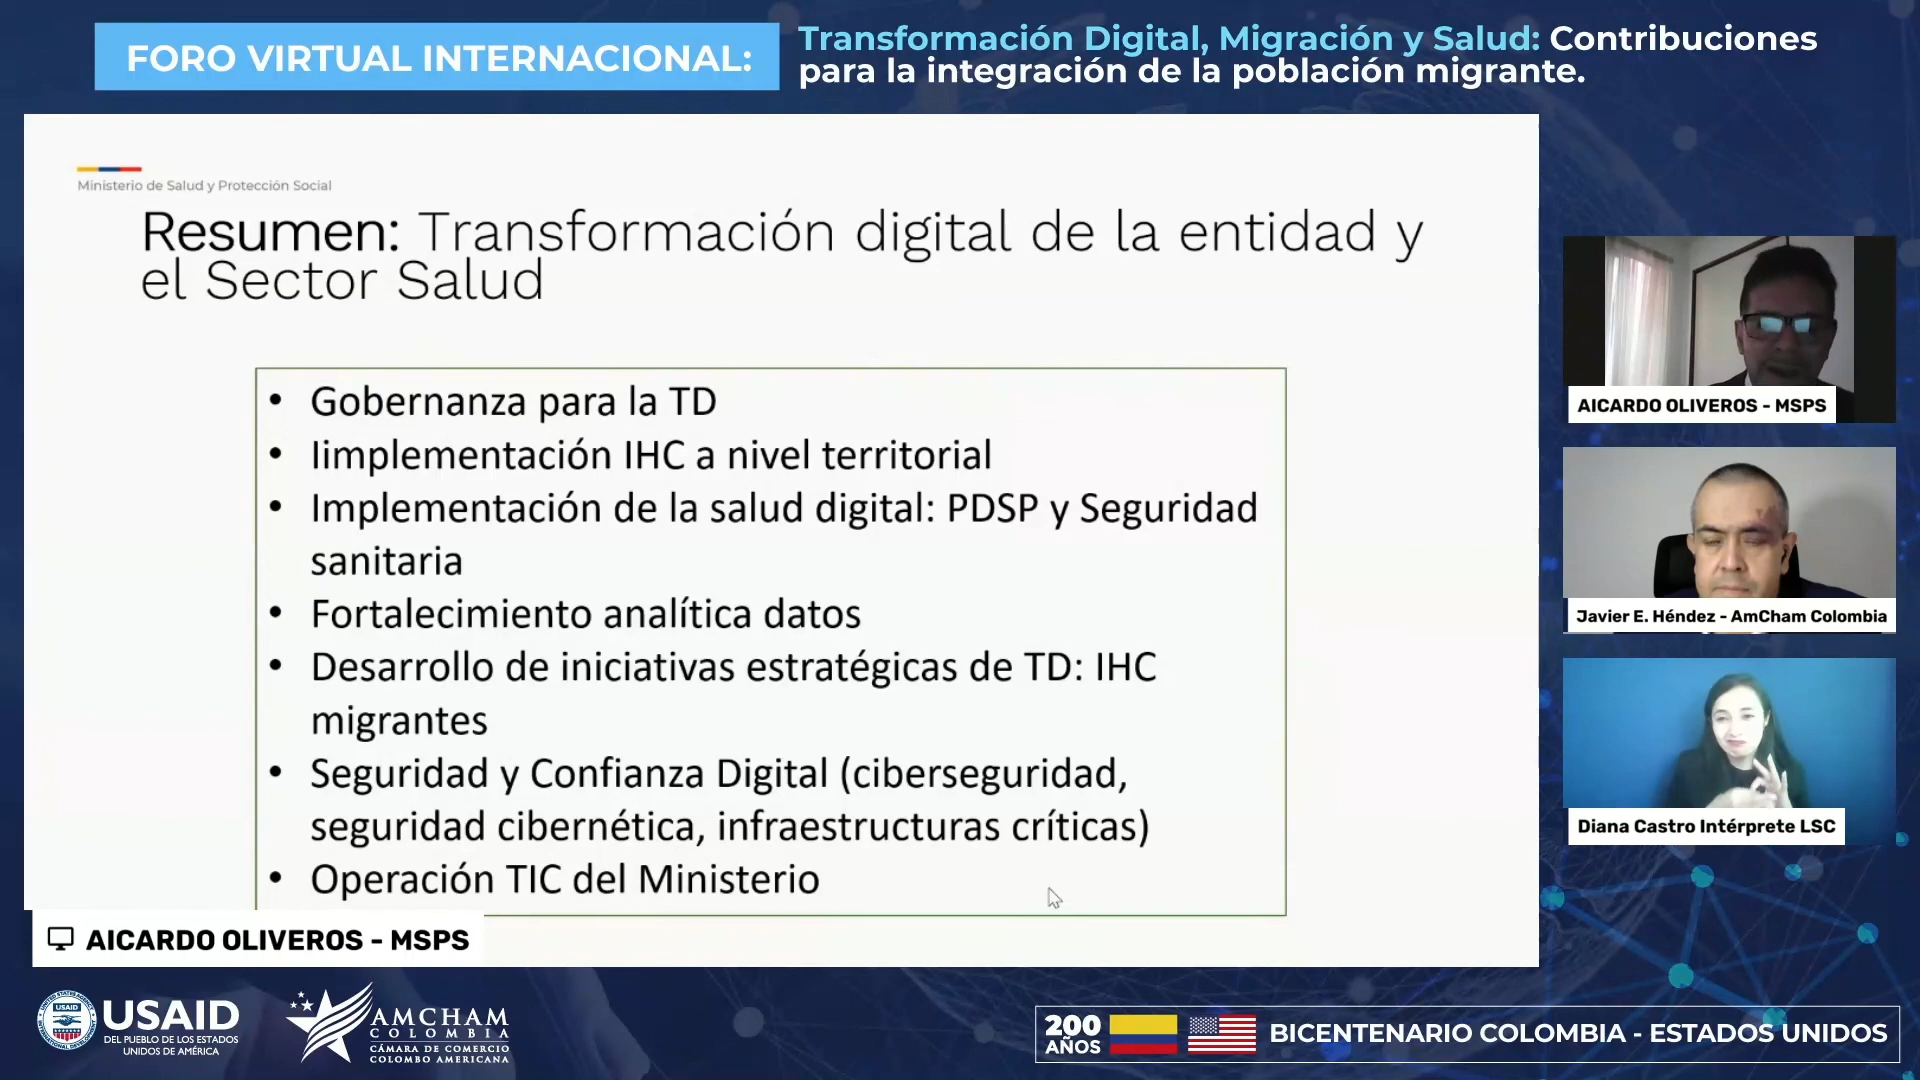 FORO VIRTUAL INTERNACIONAL:
Transformación Digital, Migración y Salud: Contribuciones
para la integración de la población migrante.
Ministerio de Salud y Protección Social
Resumen: Transformación digital de la entidad y
el Sector Salud
• Gobernanza para la TD
• Iimplementación IHC a nivel territorial
• Implementación de la salud digital: PDSP y Seguridad
sanitaria
• Fortalecimiento analítica datos
• Desarrollo de iniciativas estratégicas de TD: IHC
migrantes
• Seguridad y Confianza Digital (ciberseguridad,
seguridad cibernética, infraestructuras críticas)
• Operación TIC del Ministerio
AICARDO OLIVEROS - MSPS
AICARDO OLIVEROS - MSPS
Javier E. Héndez - AmCham Colombia
Diana Castro Intérprete LSC
USAID
USAID
DEL PUEBLO DE LOS ESTADOS
UNIDOS DE AMÉRICA
AMCHAM
COLOMBIA
CÁMARA DE COMERCIO
COLOMBO AMERICANA
200
AÑOS
BICENTENARIO COLOMBIA - ESTADOS UNIDOS